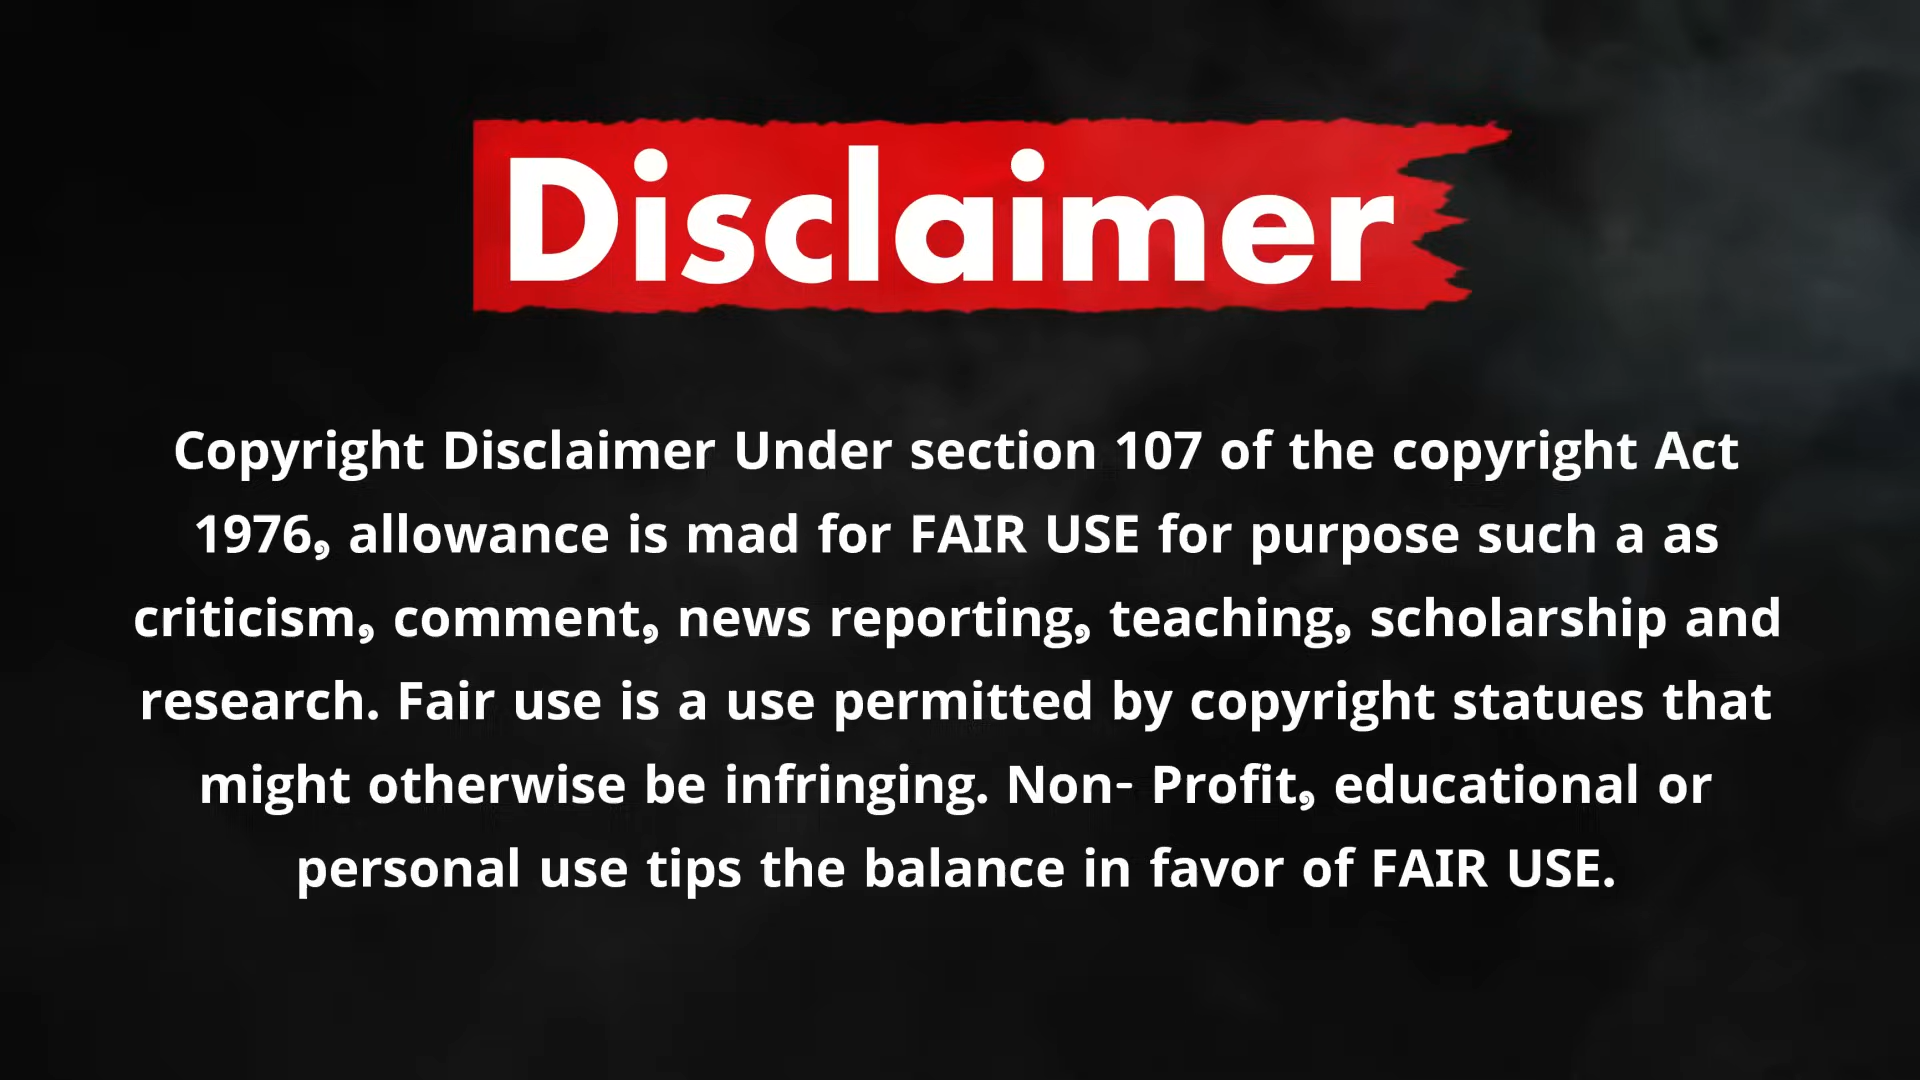 Disclaimer
Copyright Disclaimer Under section 107 of the copyright Act
1976, allowance is mad for FAIR USE for purpose such a as
criticism, comment, news reporting, teaching, scholarship and
research. Fair use is a use permitted by copyright statues that
might otherwise be infringing. Non- Profit, educational or
personal use tips the balance in favor of FAIR USE.